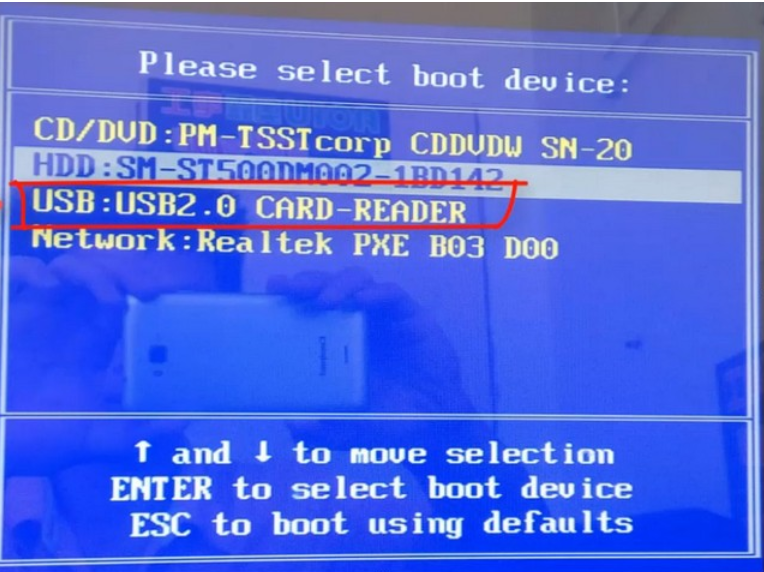 Please select boot device:
CD/DVD:PM-TSSTcorp CDDVDW SN-20
HDD:SM-ST500DM002-1BD142
USB:USB2.0 CARD-READER
Network:Realtek PXE B03 D00
↑ and ↓ to move selection
ENTER to select boot device
ESC to boot using defaults